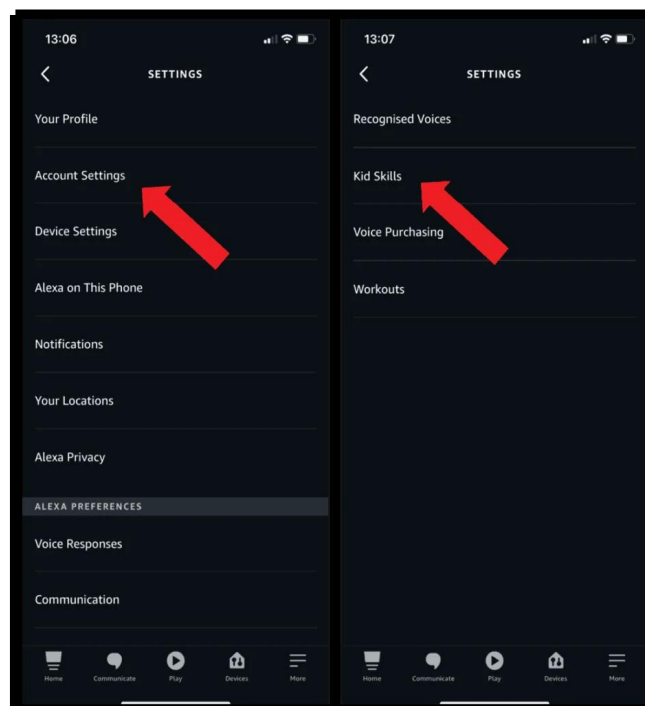 13:06
SETTINGS
Your Profile
Account Settings
Device Settings
Alexa on This Phone
Notifications
Your Locations
Alexa Privacy
ALEXA PREFERENCES
Voice Responses
Communication
Home Communicate Play Devices More
13:07
SETTINGS
Recognised Voices
Kid Skills
Voice Purchasing
Workouts
Home Communicate Play Devices More